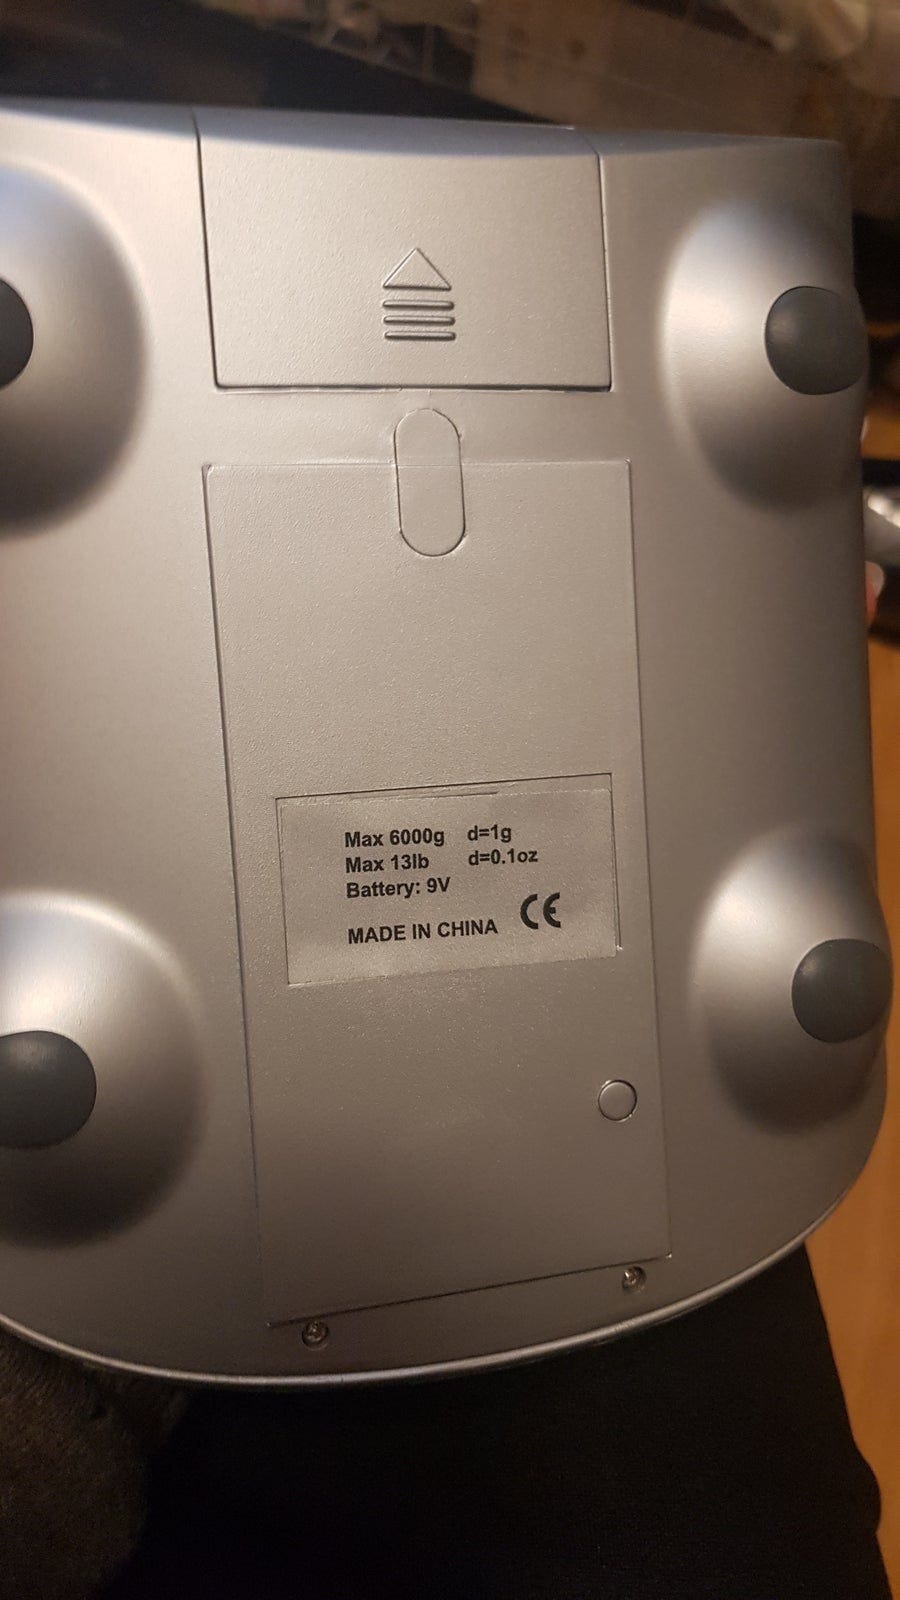 Max 6000g d=1g
Max 13lb d=0.1oz
Battery: 9V
MADE IN CHINA CE